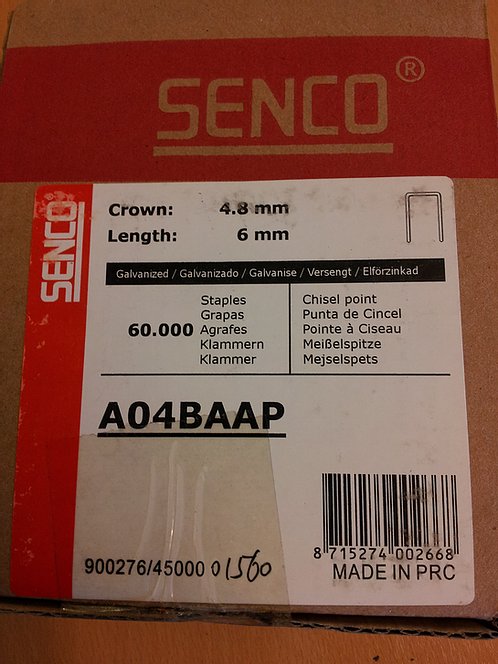 SENCO®
SENCO
Crown: 4.8 mm
Length: 6 mm
Galvanized / Galvanizado / Galvanise / Versengt / Elförzinkad
60.000
Staples
Grapas
Agrafes
Klammern
Klammer
Chisel point
Punta de Cincel
Pointe à Ciseau
Meißelspitze
Mejselspets
A04BAAP
900276/45000 01560
8 715274 002668
MADE IN PRC